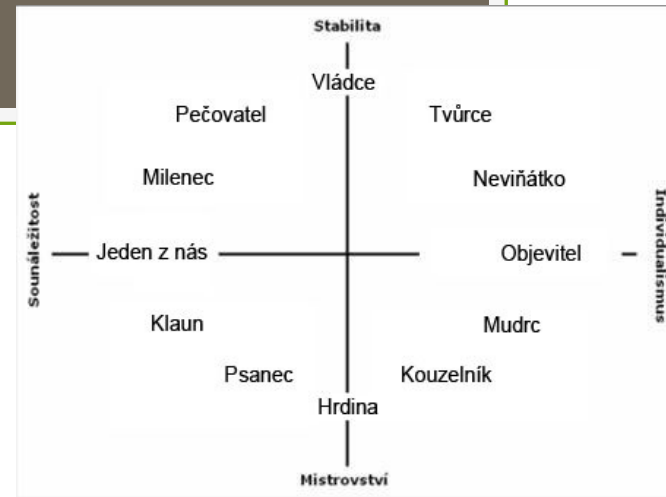 Stabilita
Vládce
Pečovatel
Tvůrce
Milenec
Neviňátko
Sounáležitost
Jeden z nás
Objevitel
Individualismus
Klaun
Mudrc
Psanec
Kouzelník
Hrdina
Mistrovství